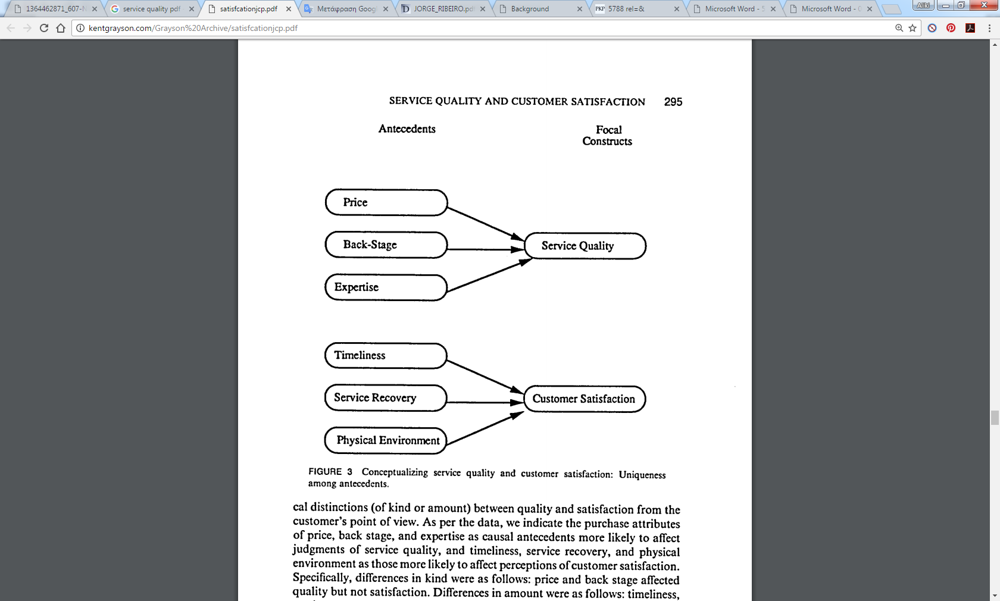 1364462871_607-N
service quality pdf
satisfcationjcp.pdf
Μετάφραση Goog
D JORGE_RIBEIRO.pd
Background
PKP 5788 rel=&
Microsoft Word - 5
Microsoft Word - 0
Aliki
kentgrayson.com/Grayson%20Archive/satisfcationjcp.pdf
SERVICE QUALITY AND CUSTOMER SATISFACTION 295
Antecedents
Focal
Constructs
Price
Back-Stage
Service Quality
Expertise
Timeliness
Service Recovery
Customer Satisfaction
Physical Environment
FIGURE 3 Conceptualizing service quality and customer satisfaction: Uniqueness
among antecedents.
cal distinctions (of kind or amount) between quality and satisfaction from the
customer's point of view. As per the data, we indicate the purchase attributes
of price, back stage, and expertise as causal antecedents more likely to affect
judgments of service quality, and timeliness, service recovery, and physical
environment as those more likely to affect perceptions of customer satisfaction.
Specifically, differences in kind were as follows: price and back stage affected
quality but not satisfaction. Differences in amount were as follows: timeliness,